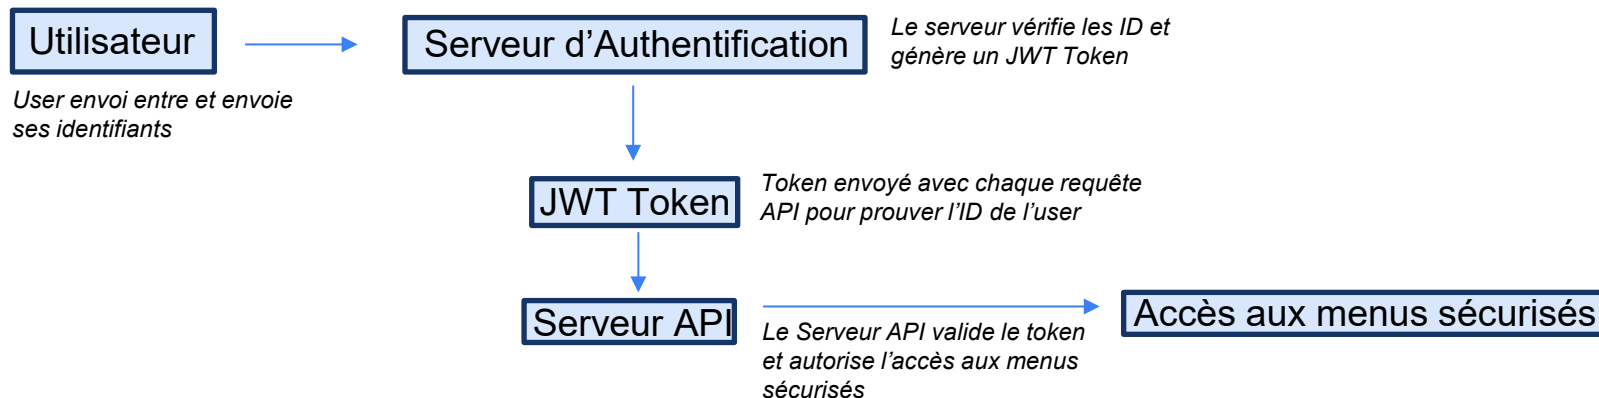 Utilisateur
User envoi entre et envoie
ses identifiants
Serveur d’Authentification
Le serveur vérifie les ID et
génère un JWT Token
JWT Token
Token envoyé avec chaque requête
API pour prouver l’ID de l’user
Serveur API
Le Serveur API valide le token
et autorise l’accès aux menus
sécurisés
Accès aux menus sécurisés